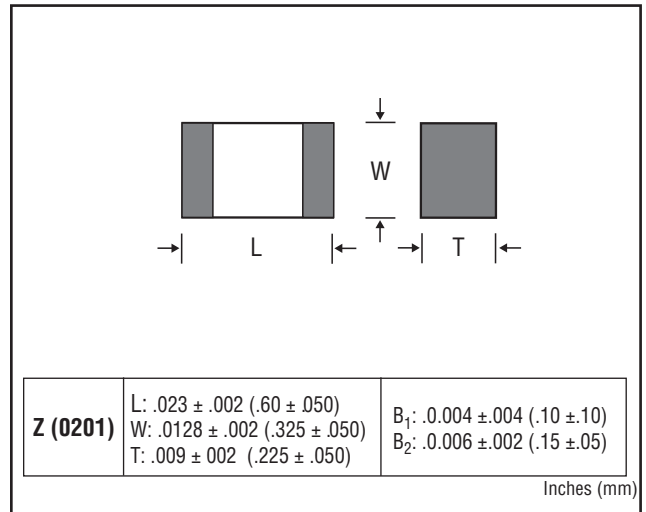 W
L
T
Z (0201)
L: .023 ± .002 (.60 ± .050)
W: .0128 ± .002 (.325 ± .050)
T: .009 ± 002 (.225 ± .050)
B₁: .0.004 ±.004 (.10 ±.10)
B₂: .0.006 ±.002 (.15 ±.05)
Inches (mm)